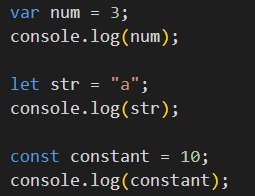 var num = 3;
console.log(num);
let str = "a";
console.log(str);
const constant = 10;
console.log(constant);